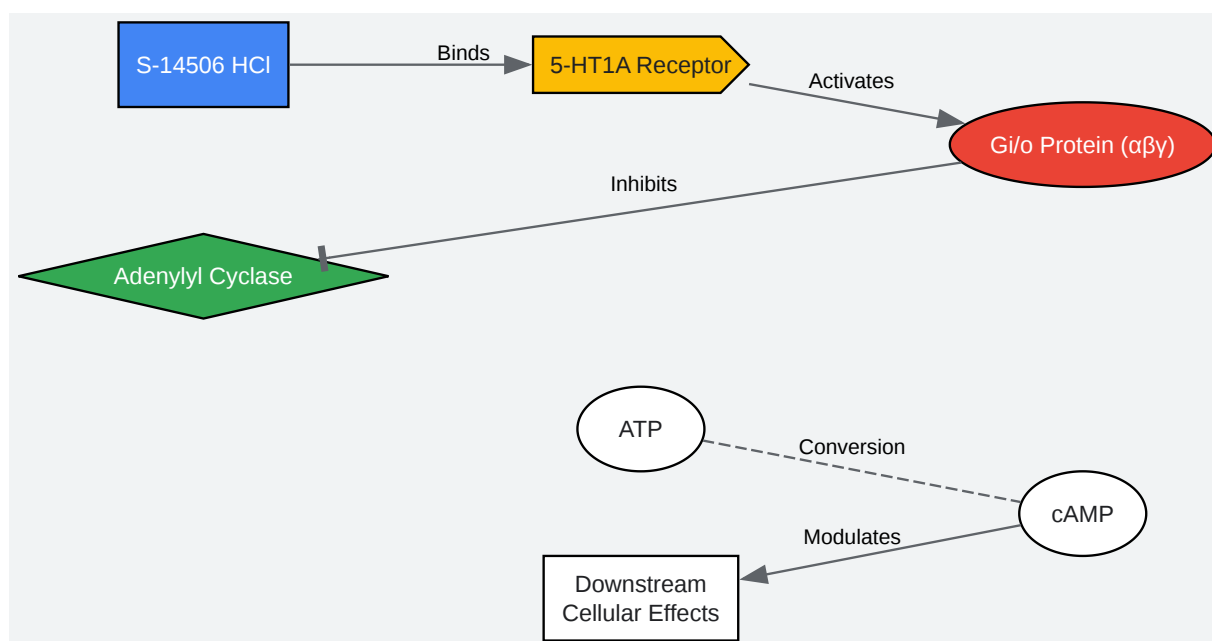 S-14506 HCl
Binds
5-HT1A Receptor
Activates
Gi/o Protein (αβγ)
Inhibits
Adenylyl Cyclase
ATP
Conversion
cAMP
Modulates
Downstream
Cellular Effects